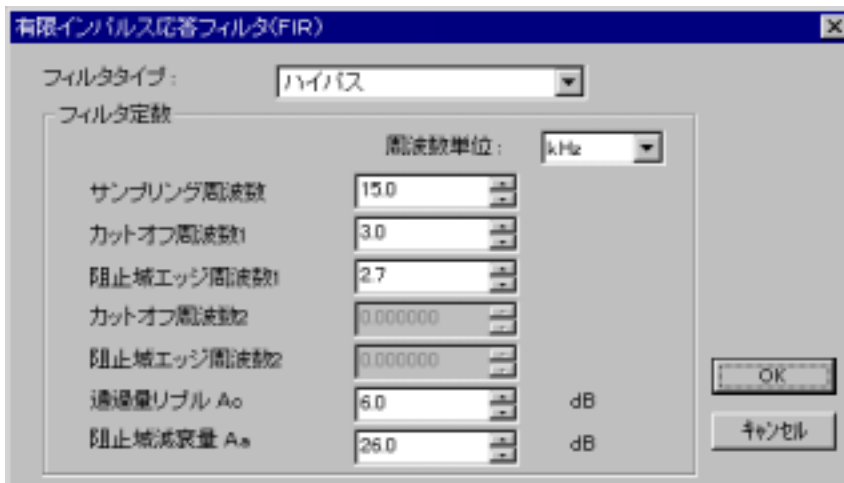 有限インパルス応答フィルタ(FIR)
フィルタタイプ: ハイパス
フィルタ定数
周波数単位: kHz
サンプリング周波数 15.0
カットオフ周波数1 3.0
阻止域エッジ周波数1 2.7
カットオフ周波数2 0.000000
阻止域エッジ周波数2 0.000000
通過量リプル Ao 6.0 dB
阻止域減衰量 Aa 26.0 dB
OK
キャンセル